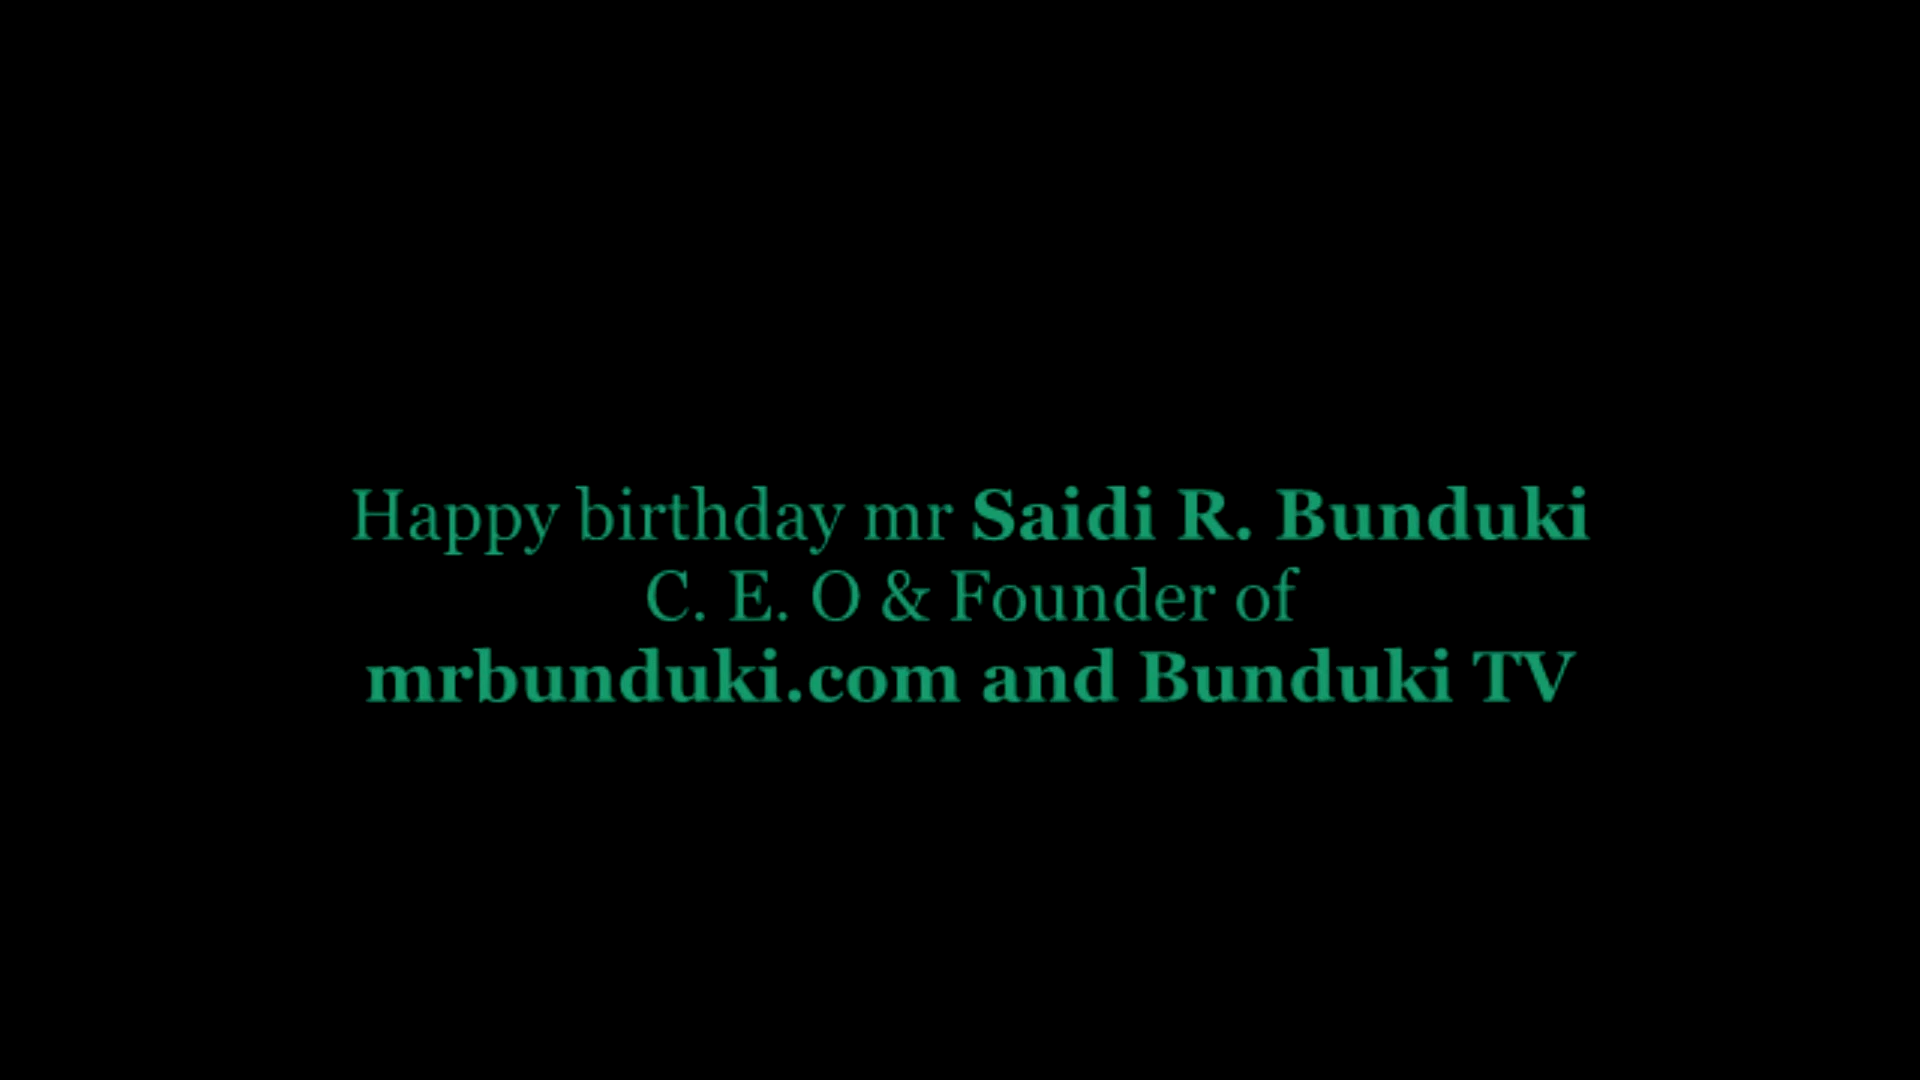 Happy birthday mr Saidi R. Bunduki
C. E. O & Founder of
mrbunduki.com and Bunduki TV